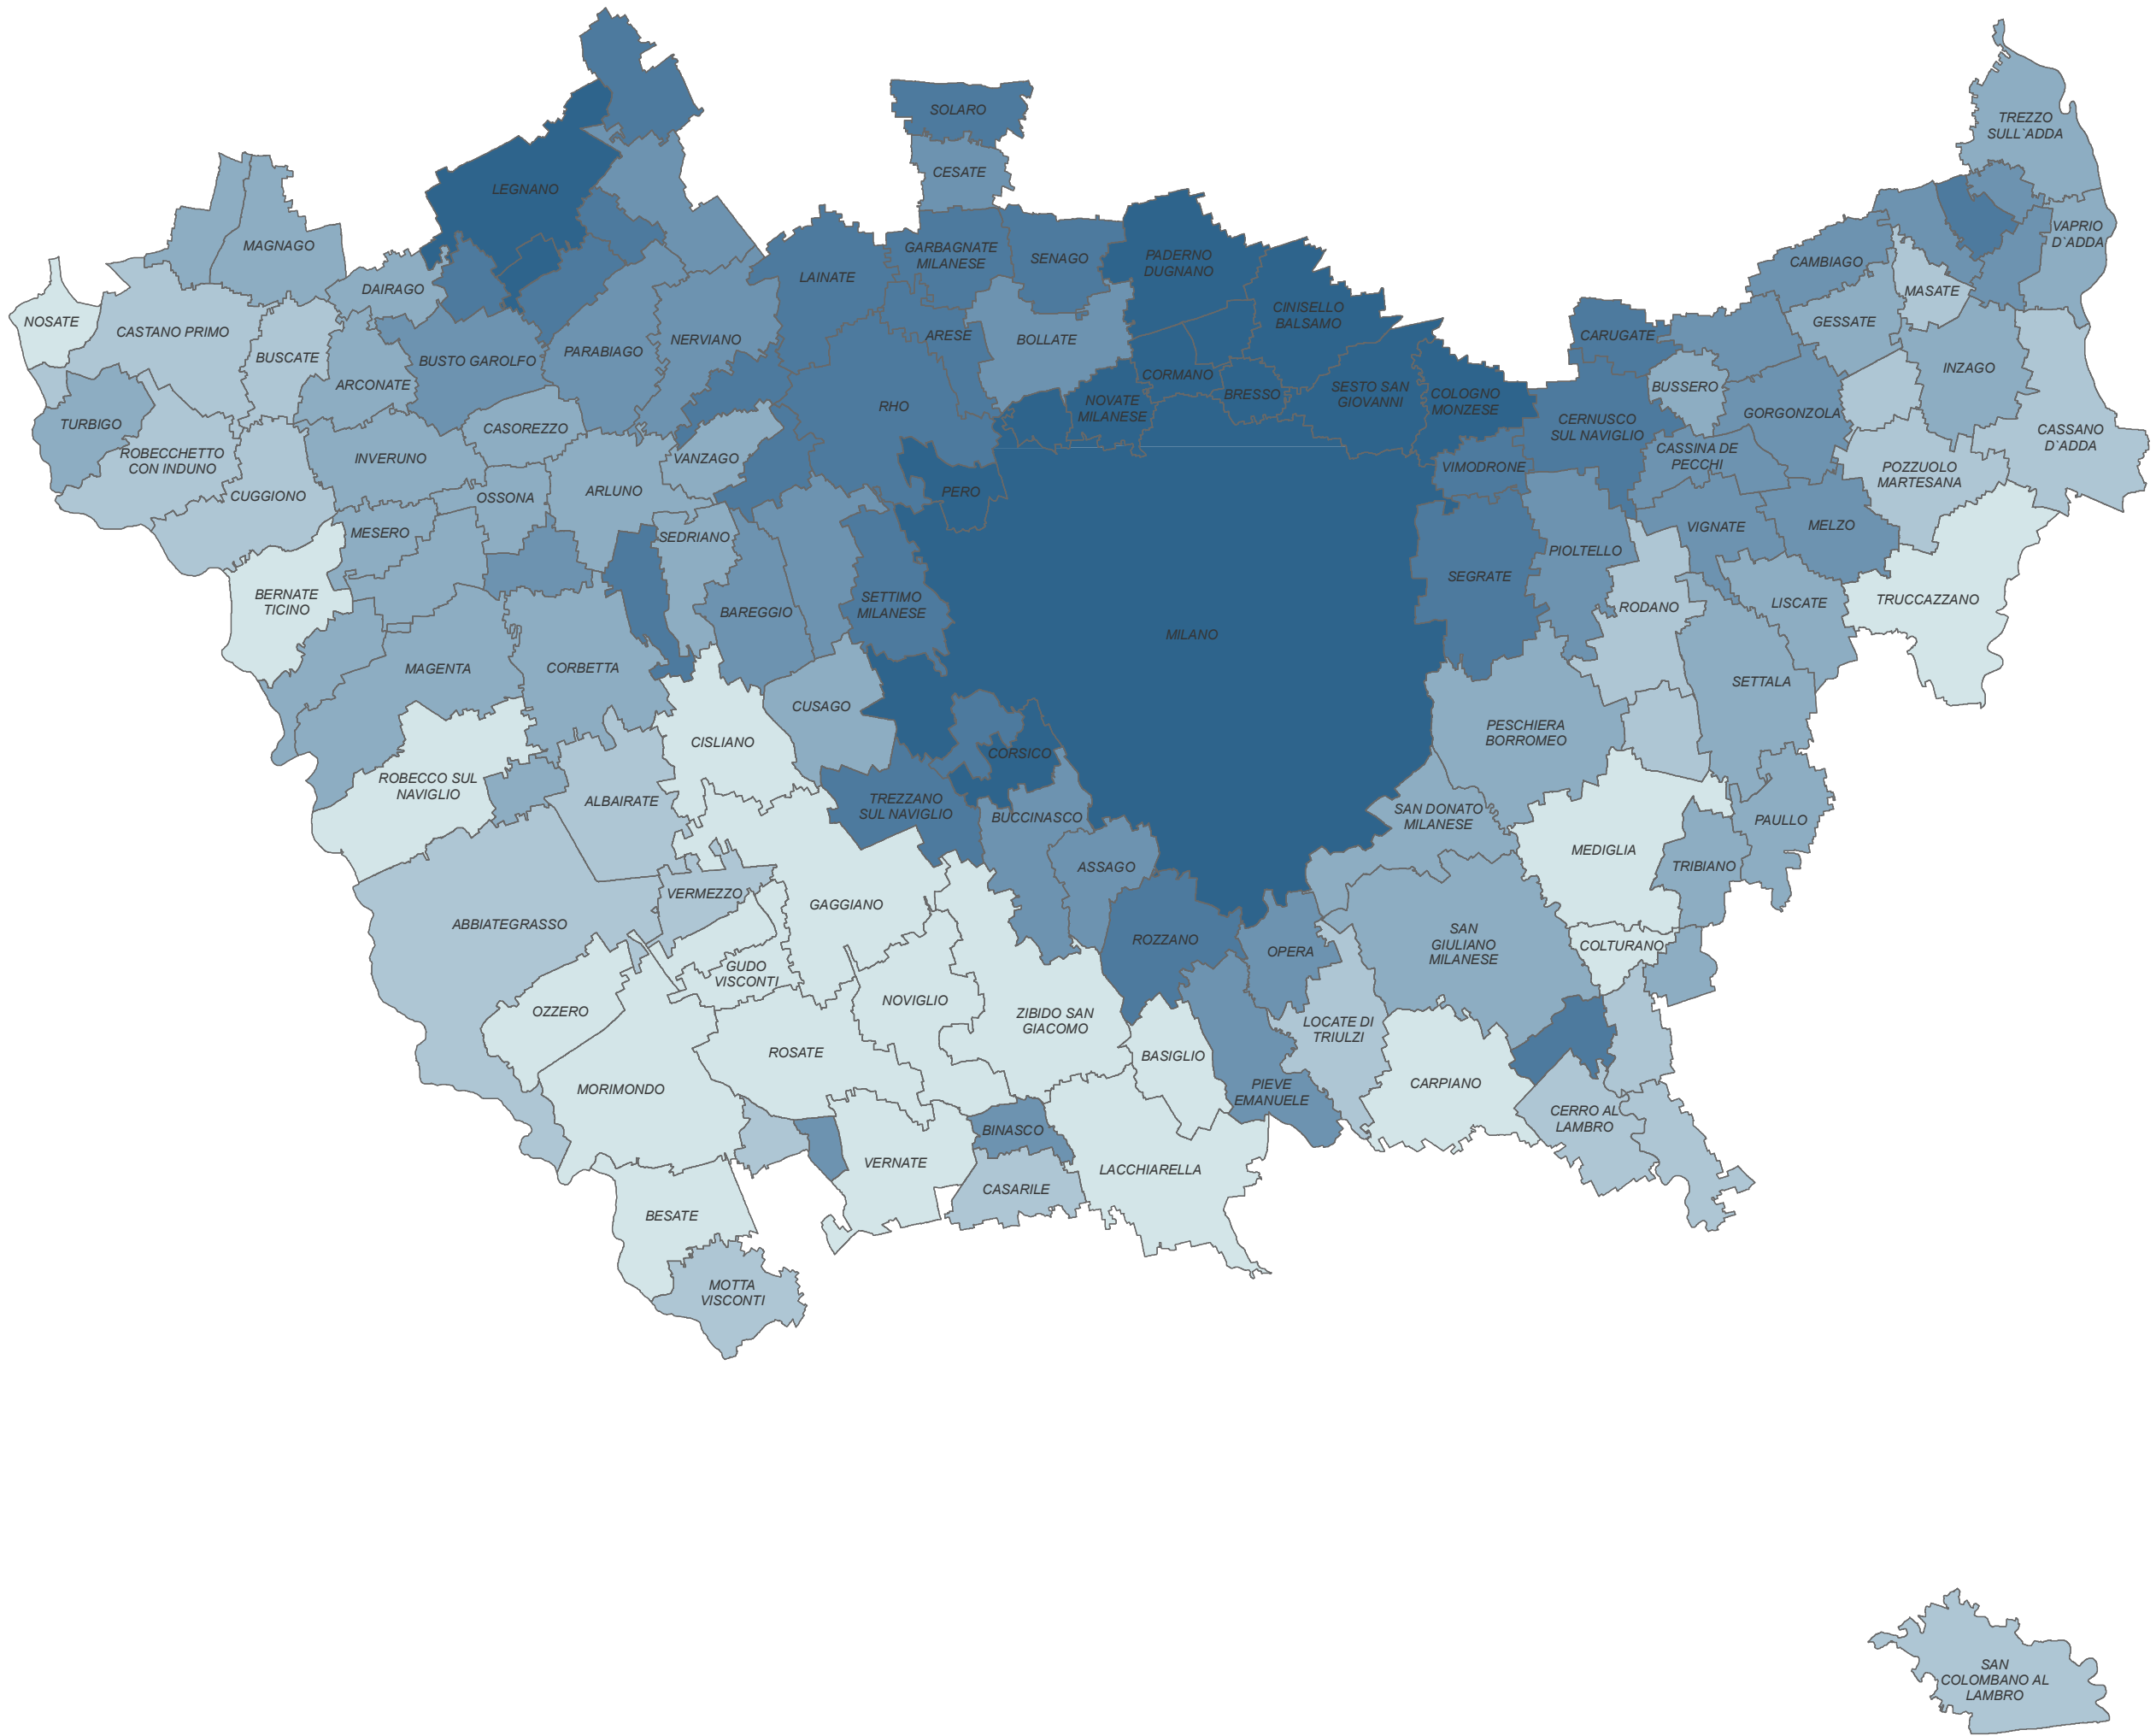 SOLARO
TREZZO
SULL`ADDA
CESATE
LEGNANO
MAGNAGO
GARBAGNATE
MILANESE
SENAGO
PADERNO
DUGNANO
VAPRIO
D`ADDA
LAINATE
CAMBIAGO
DAIRAGO
MASATE
CINISELLO
BALSAMO
NOSATE
CASTANO PRIMO
GESSATE
ARESE
BOLLATE
CARUGATE
NERVIANO
BUSCATE
BUSTO GAROLFO
PARABIAGO
INZAGO
ARCONATE
CORMANO
BUSSERO
BRESSO
SESTO SAN
GIOVANNI
COLOGNO
MONZESE
NOVATE
MILANESE
RHO
GORGONZOLA
TURBIGO
CASOREZZO
CERNUSCO
SUL NAVIGLIO
CASSANO
D`ADDA
ROBECCHETTO
CON INDUNO
INVERUNO
VANZAGO
CASSINA DE
PECCHI
VIMODRONE
POZZUOLO
MARTESANA
CUGGIONO
OSSONA
ARLUNO
PERO
MESERO
SEDRIANO
VIGNATE
MELZO
PIOLTELLO
SEGRATE
BERNATE
TICINO
SETTIMO
MILANESE
BAREGGIO
RODANO
LISCATE
TRUCCAZZANO
MILANO
MAGENTA
CORBETTA
SETTALA
CUSAGO
PESCHIERA
BORROMEO
CISLIANO
CORSICO
ROBECCO SUL
NAVIGLIO
ALBAIRATE
TREZZANO
SUL NAVIGLIO
BUCCINASCO
SAN DONATO
MILANESE
PAULLO
MEDIGLIA
ASSAGO
TRIBIANO
VERMEZZO
GAGGIANO
ABBIATEGRASSO
SAN
GIULIANO
MILANESE
ROZZANO
OPERA
COLTURANO
GUDO
VISCONTI
NOVIGLIO
OZZERO
ZIBIDO SAN
GIACOMO
LOCATE DI
TRIULZI
ROSATE
BASIGLIO
MORIMONDO
PIEVE
EMANUELE
CARPIANO
CERRO AL
LAMBRO
BINASCO
VERNATE
LACCHIARELLA
CASARILE
BESATE
MOTTA
VISCONTI
SAN
COLOMBANO AL
LAMBRO